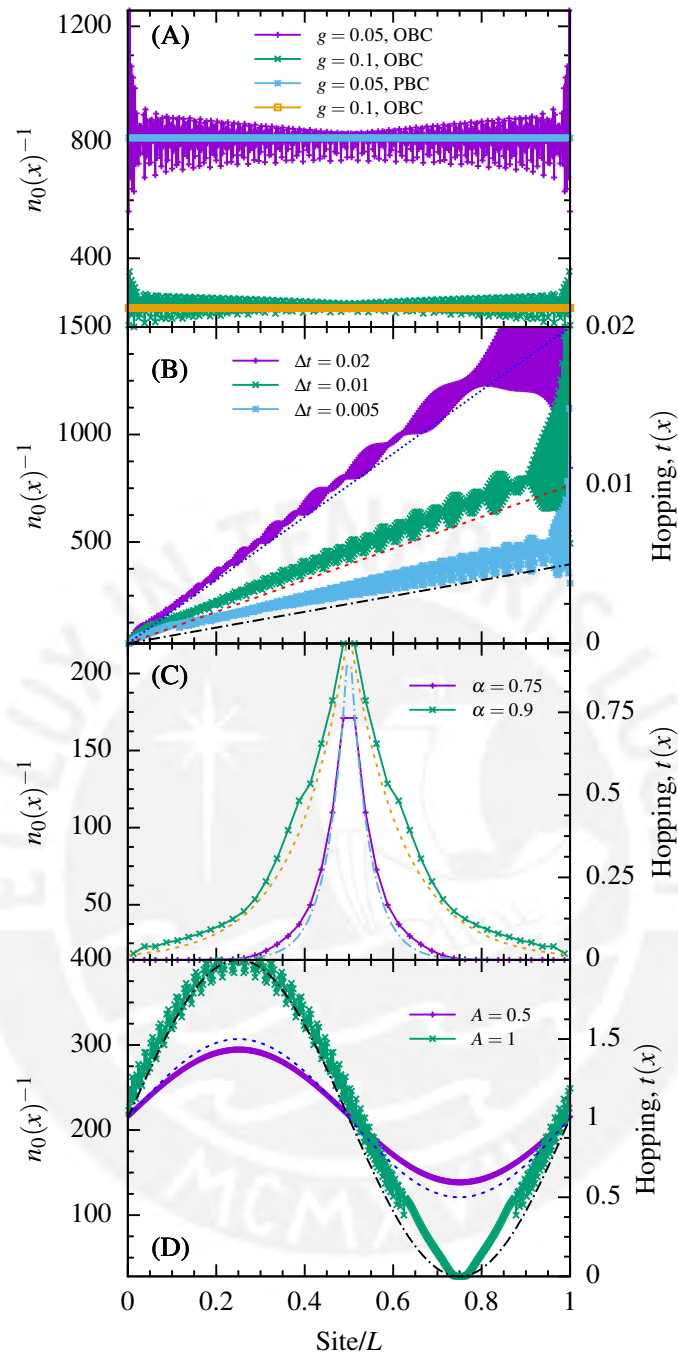 (A)
g = 0.05, OBC
g = 0.1, OBC
g = 0.05, PBC
g = 0.1, OBC
1200
800
400
n₀(x)⁻¹
(B)
Δt = 0.02
Δt = 0.01
Δt = 0.005
1500
1000
500
n₀(x)⁻¹
0.02
0.01
0
Hopping, t(x)
(C)
α = 0.75
α = 0.9
200
150
100
50
n₀(x)⁻¹
0.75
0.5
0.25
0
Hopping, t(x)
(D)
A = 0.5
A = 1
400
300
200
100
n₀(x)⁻¹
1.5
1
0.5
0
Hopping, t(x)
0 0.2 0.4 0.6 0.8 1
Site/L